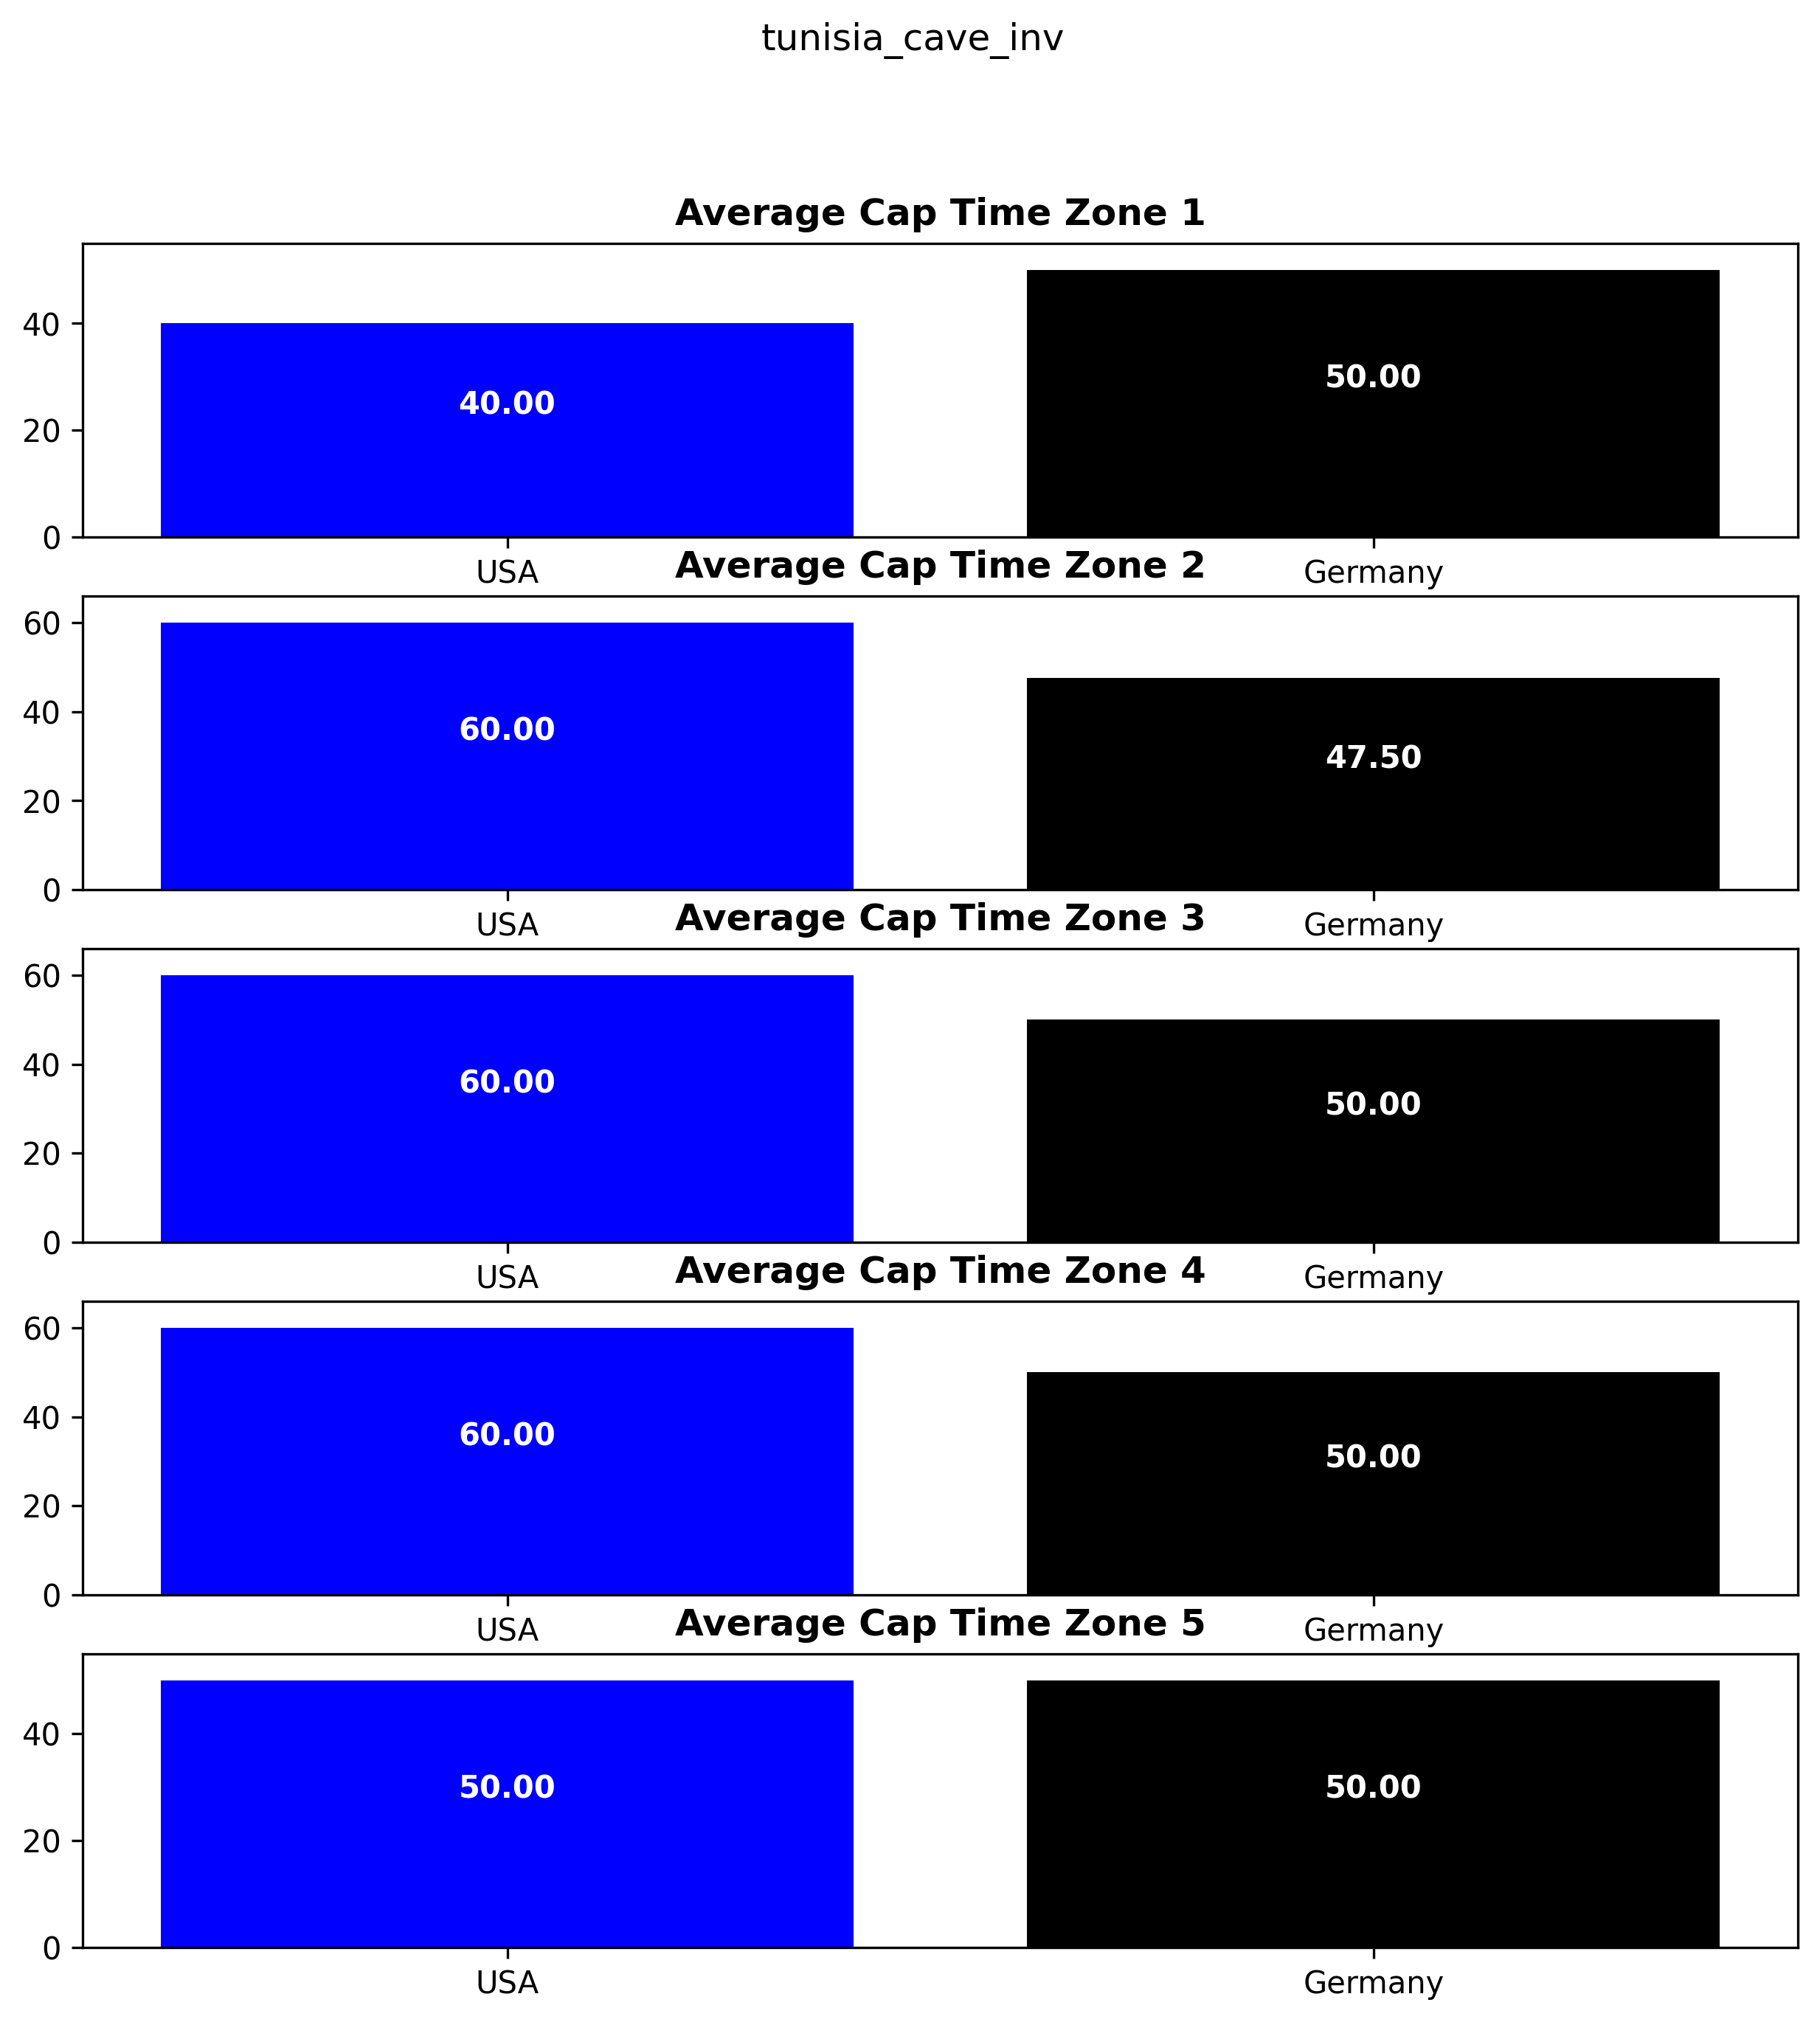 tunisia_cave_inv
Average Cap Time Zone 1
40
20
0
40.00
50.00
USA
Germany
Average Cap Time Zone 2
60
40
20
0
60.00
47.50
USA
Germany
Average Cap Time Zone 3
60
40
20
0
60.00
50.00
USA
Germany
Average Cap Time Zone 4
60
40
20
0
60.00
50.00
USA
Germany
Average Cap Time Zone 5
40
20
0
50.00
50.00
USA
Germany